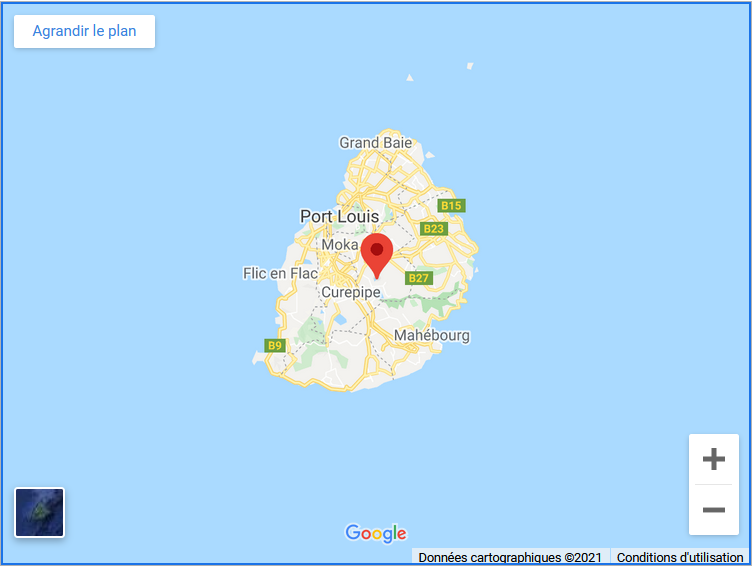 Agrandir le plan
Grand Baie
B15
Port Louis
B23
Moka
Flic en Flac
B27
Curepipe
Mahébourg
B9
Google
Données cartographiques ©2021
Conditions d'utilisation